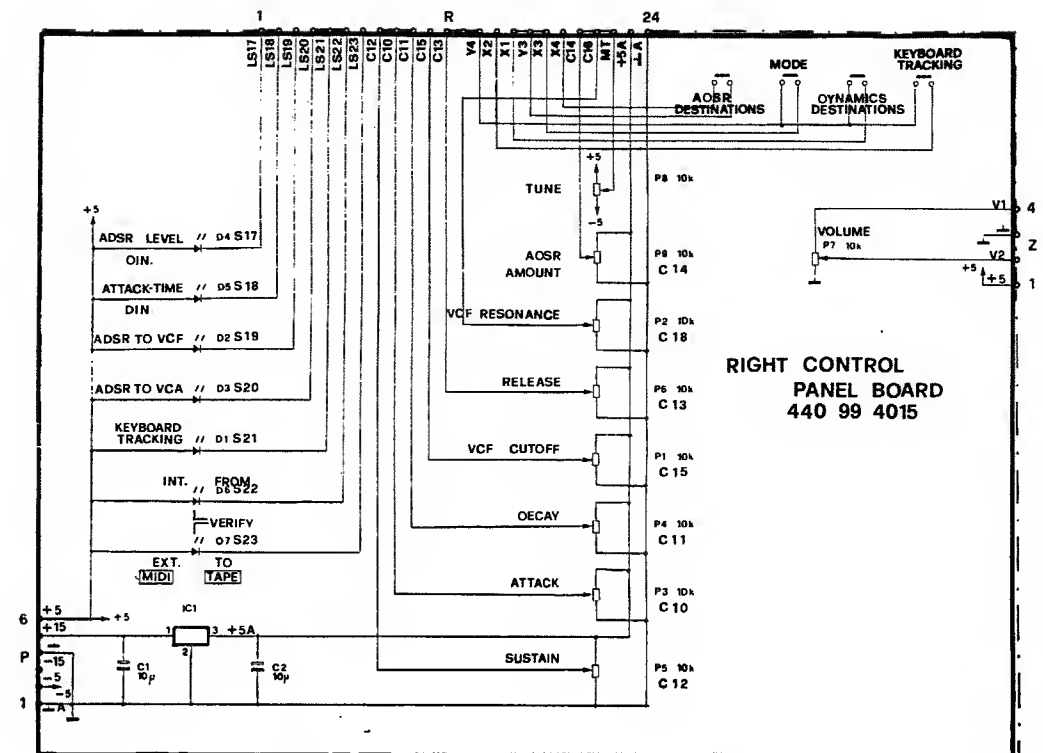 1 R 24
LS17 LS18 LS19 LS20 LS21 LS22 LSY23 C12 C10 C11 C15 C13 Y4 X2 X1 Y3 X3 X4 C14 C18 MT +5A ⊥A
MODE
KEYBOARD
TRACKING
AOSR
DESTINATIONS
OYNAMICS
DESTINATIONS
+5
TUNE
P8 10k
-5
+5
ADSR LEVEL D4 S17
OIN.
AOSR
AMOUNT
P9 10k
C 14
V1 4
VOLUME
P7 10k
Z
V2
+5
+5 1
ATTACK-TIME D5 S18
DIN
VCF RESONANCE
P2 10k
C 18
ADSR TO VCF D2 S19
RIGHT CONTROL
PANEL BOARD
440 99 4015
ADSR TO VCA D3 S20
RELEASE
P6 10k
C 13
KEYBOARD
TRACKING D1 S21
VCF CUTOFF
P1 10k
C 15
INT. FROM
D6 S22
VERIFY
O7 S23
EXT. TO
MIDI TAPE
OECAY
P4 10k
C 11
ATTACK
P3 10k
C 10
6 +5 +5
+15
IC1
1 3 +5A
2
P
-15
-5
-5
1 ⊥A
C1
10µ
C2
10µ
SUSTAIN
P5 10k
C 12